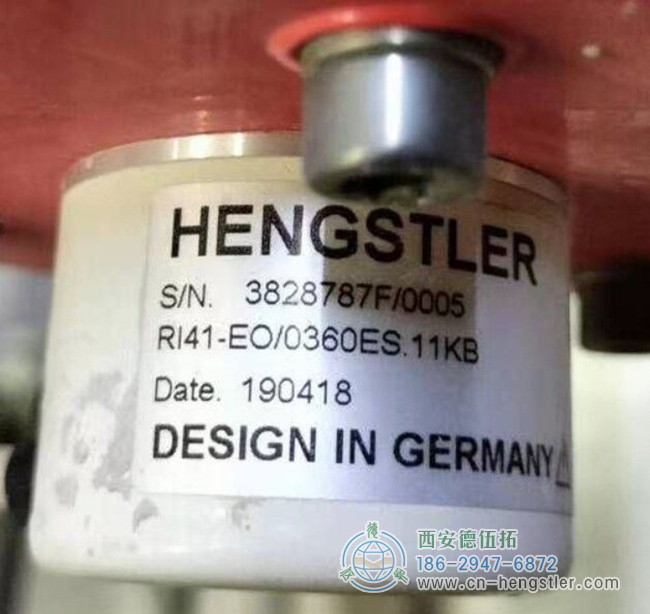 HENGSTLER
S/N. 3828787F/0005
RI41-EO/0360ES.11KB
Date. 190418
DESIGN IN GERMANY
西安德伍拓
186-2947-6872
www.cn-hengstler.com